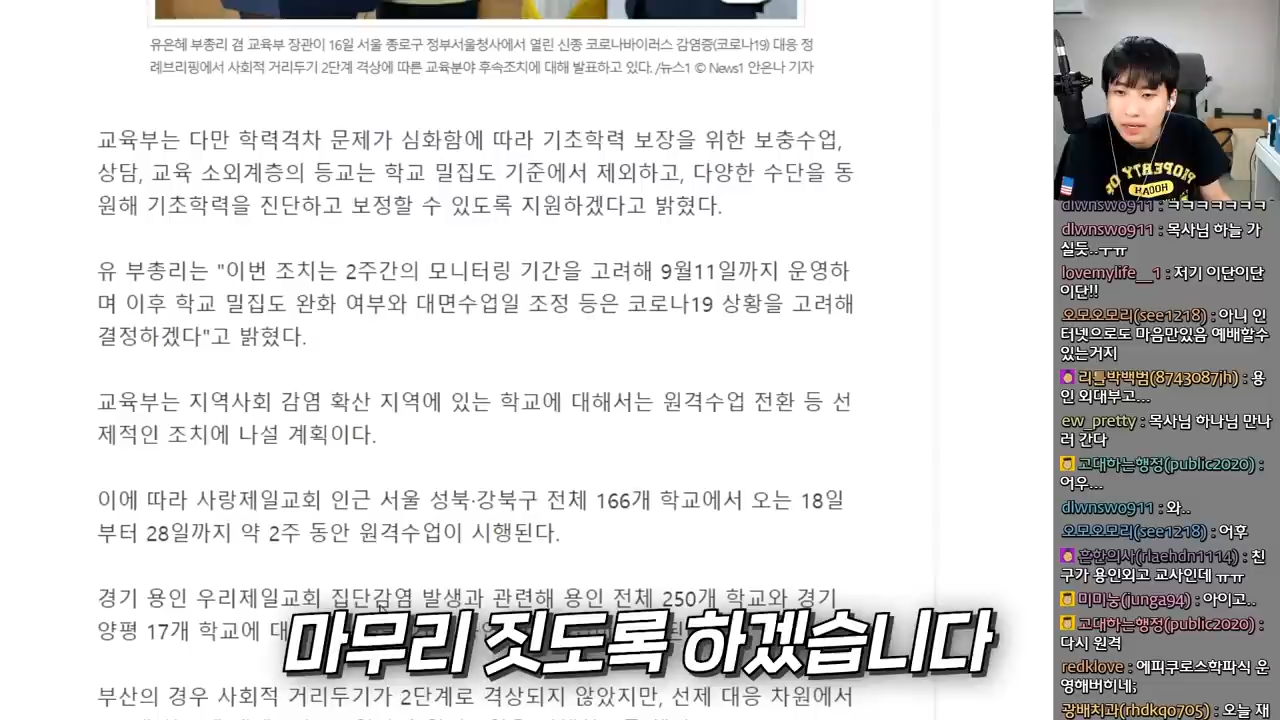 유은혜 부총리 겸 교육부 장관이 16일 서울 종로구 정부서울청사에서 열린 신종 코로나바이러스 감염증(코로나19) 대응 정
례브리핑에서 사회적 거리두기 2단계 격상에 따른 교육분야 후속조치에 대해 발표하고 있다. /뉴스1 © News1 안은나 기자
교육부는 다만 학력격차 문제가 심화함에 따라 기초학력 보장을 위한 보충수업,
상담, 교육 소외계층의 등교는 학교 밀집도 기준에서 제외하고, 다양한 수단을 동
원해 기초학력을 진단하고 보정할 수 있도록 지원하겠다고 밝혔다.
유 부총리는 "이번 조치는 2주간의 모니터링 기간을 고려해 9월11일까지 운영하
며 이후 학교 밀집도 완화 여부와 대면수업일 조정 등은 코로나19 상황을 고려해
결정하겠다"고 밝혔다.
교육부는 지역사회 감염 확산 지역에 있는 학교에 대해서는 원격수업 전환 등 선
제적인 조치에 나설 계획이다.
이에 따라 사랑제일교회 인근 서울 성북·강북구 전체 166개 학교에서 오는 18일
부터 28일까지 약 2주 동안 원격수업이 시행된다.
경기 용인 우리제일교회 집단감염 발생과 관련해 용인 전체 250개 학교와 경기
양평 17개 학교에 대
마무리 짓도록 하겠습니다
부산의 경우 사회적 거리두기가 2단계로 격상되지 않았지만, 선제 대응 차원에서
PROPERTY OF
HOOAH
dlwnswo911 : ㅋㅋㅋㅋㅋㅋㅋ
dlwnswo911 : 목사님 하늘 가
실듯..ㅜㅠ
lovemylife__1 : 저기 이단이단
이단!!
오모오모리(see1218) : 아니 인
터넷으로도 마음만있음 예배할수
있는거지
리틀박백범(8743087jh) : 용
인 외대부고...
ew_pretty : 목사님 하나님 만나
러 간다
고대하는행정(public2020) :
어우...
dlwnswo911 : 와..
오모오모리(see1218) : 어후
흔한의사(rlaehdn1114) : 친
구가 용인외고 교사인데 ㅠㅠ
미미눙(junga94) : 아이고..
고대하는행정(public2020) :
다시 원격
redklove : 에피쿠로스학파식 운
영해버히네;
광배치과(rhdkqo705) : 오늘 재